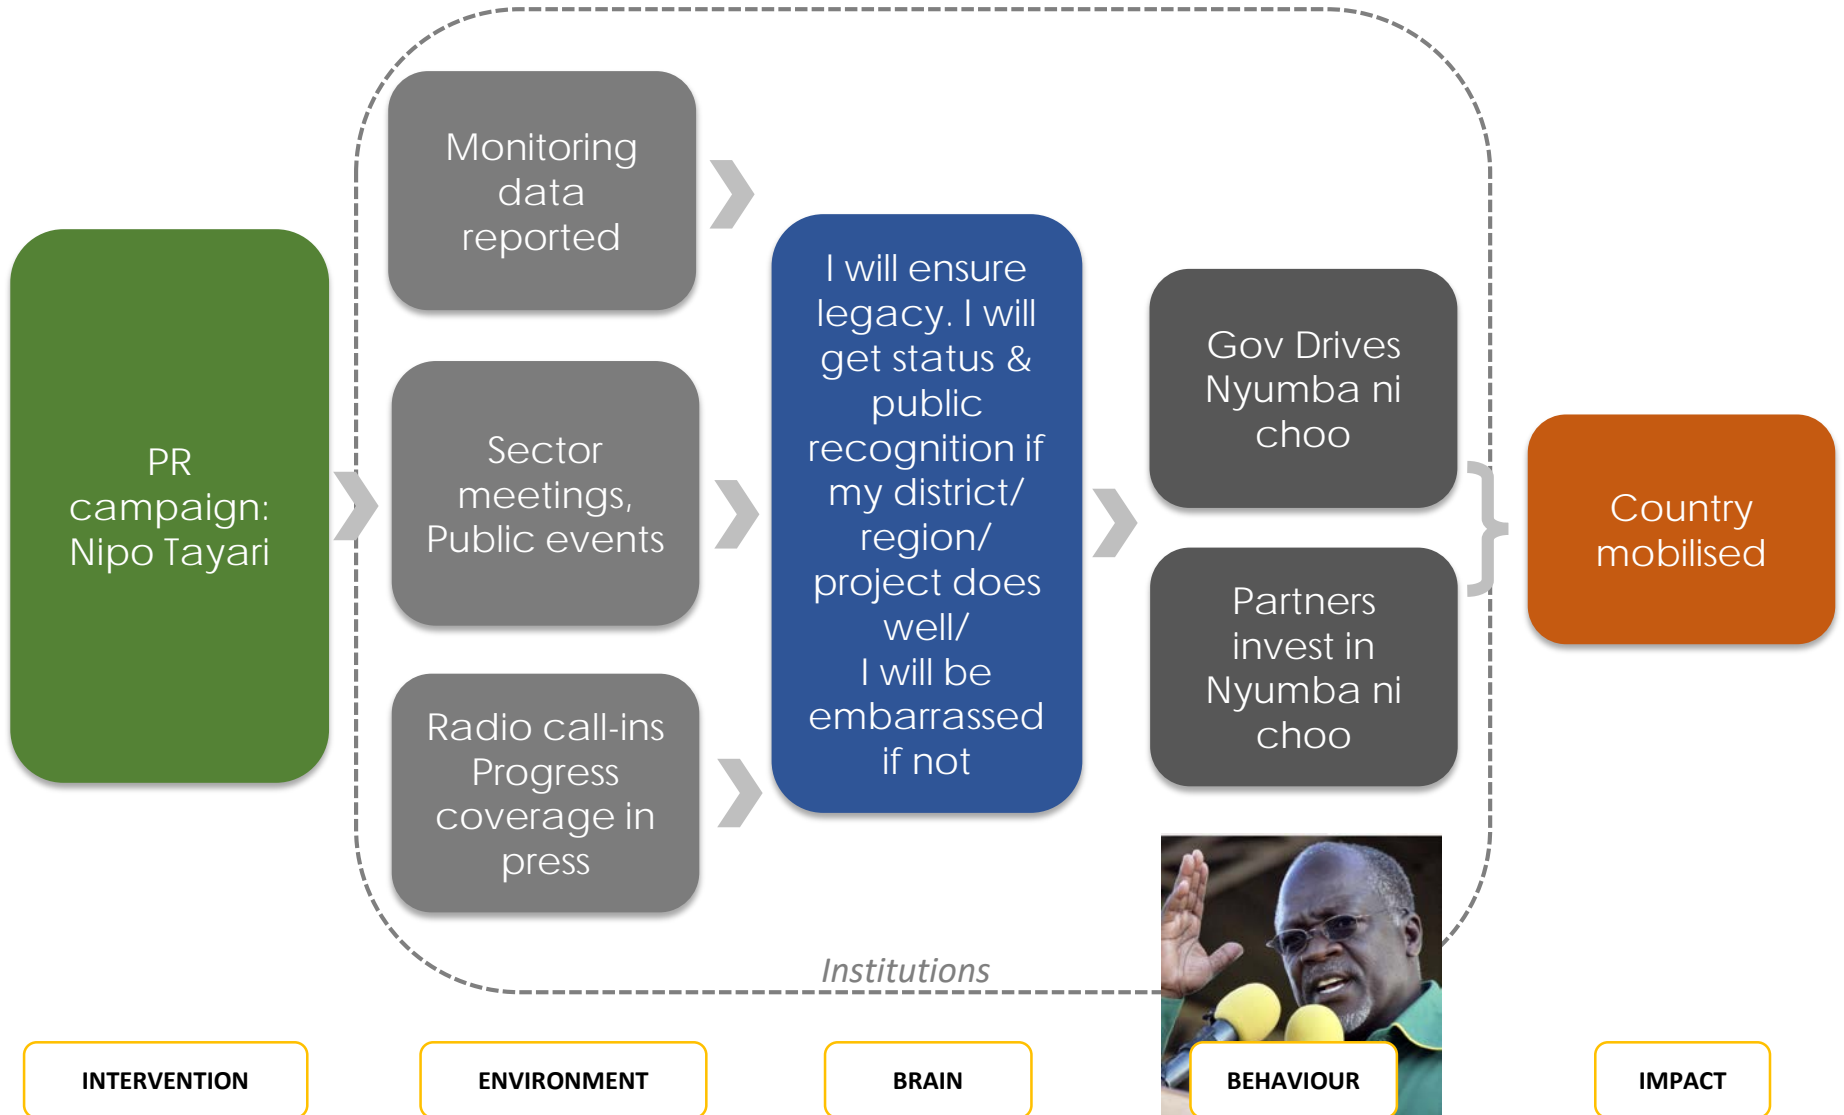 PR
campaign:
Nipo Tayari
Monitoring
data
reported
Sector
meetings,
Public events
Radio call-ins
Progress
coverage in
press
I will ensure
legacy. I will
get status &
public
recognition if
my district/
region/
project does
well/
I will be
embarrassed
if not
Gov Drives
Nyumba ni
choo
Partners
invest in
Nyumba ni
choo
Country
mobilised
Institutions
INTERVENTION
ENVIRONMENT
BRAIN
BEHAVIOUR
IMPACT